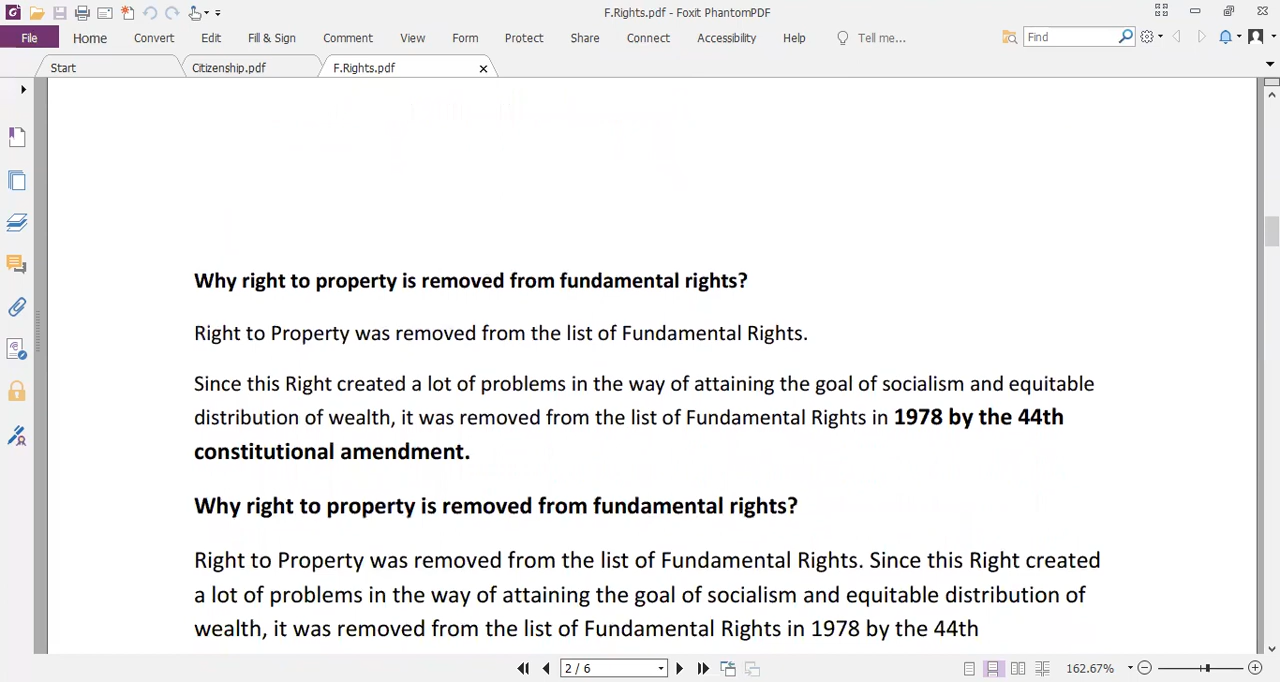 F.Rights.pdf - Foxit PhantomPDF
File Home Convert Edit Fill & Sign Comment View Form Protect Share Connect Accessibility Help Tell me... Find
Start Citizenship.pdf F.Rights.pdf
Why right to property is removed from fundamental rights?
Right to Property was removed from the list of Fundamental Rights.
Since this Right created a lot of problems in the way of attaining the goal of socialism and equitable
distribution of wealth, it was removed from the list of Fundamental Rights in 1978 by the 44th
constitutional amendment.
Why right to property is removed from fundamental rights?
Right to Property was removed from the list of Fundamental Rights. Since this Right created
a lot of problems in the way of attaining the goal of socialism and equitable distribution of
wealth, it was removed from the list of Fundamental Rights in 1978 by the 44th
2 / 6 162.67%